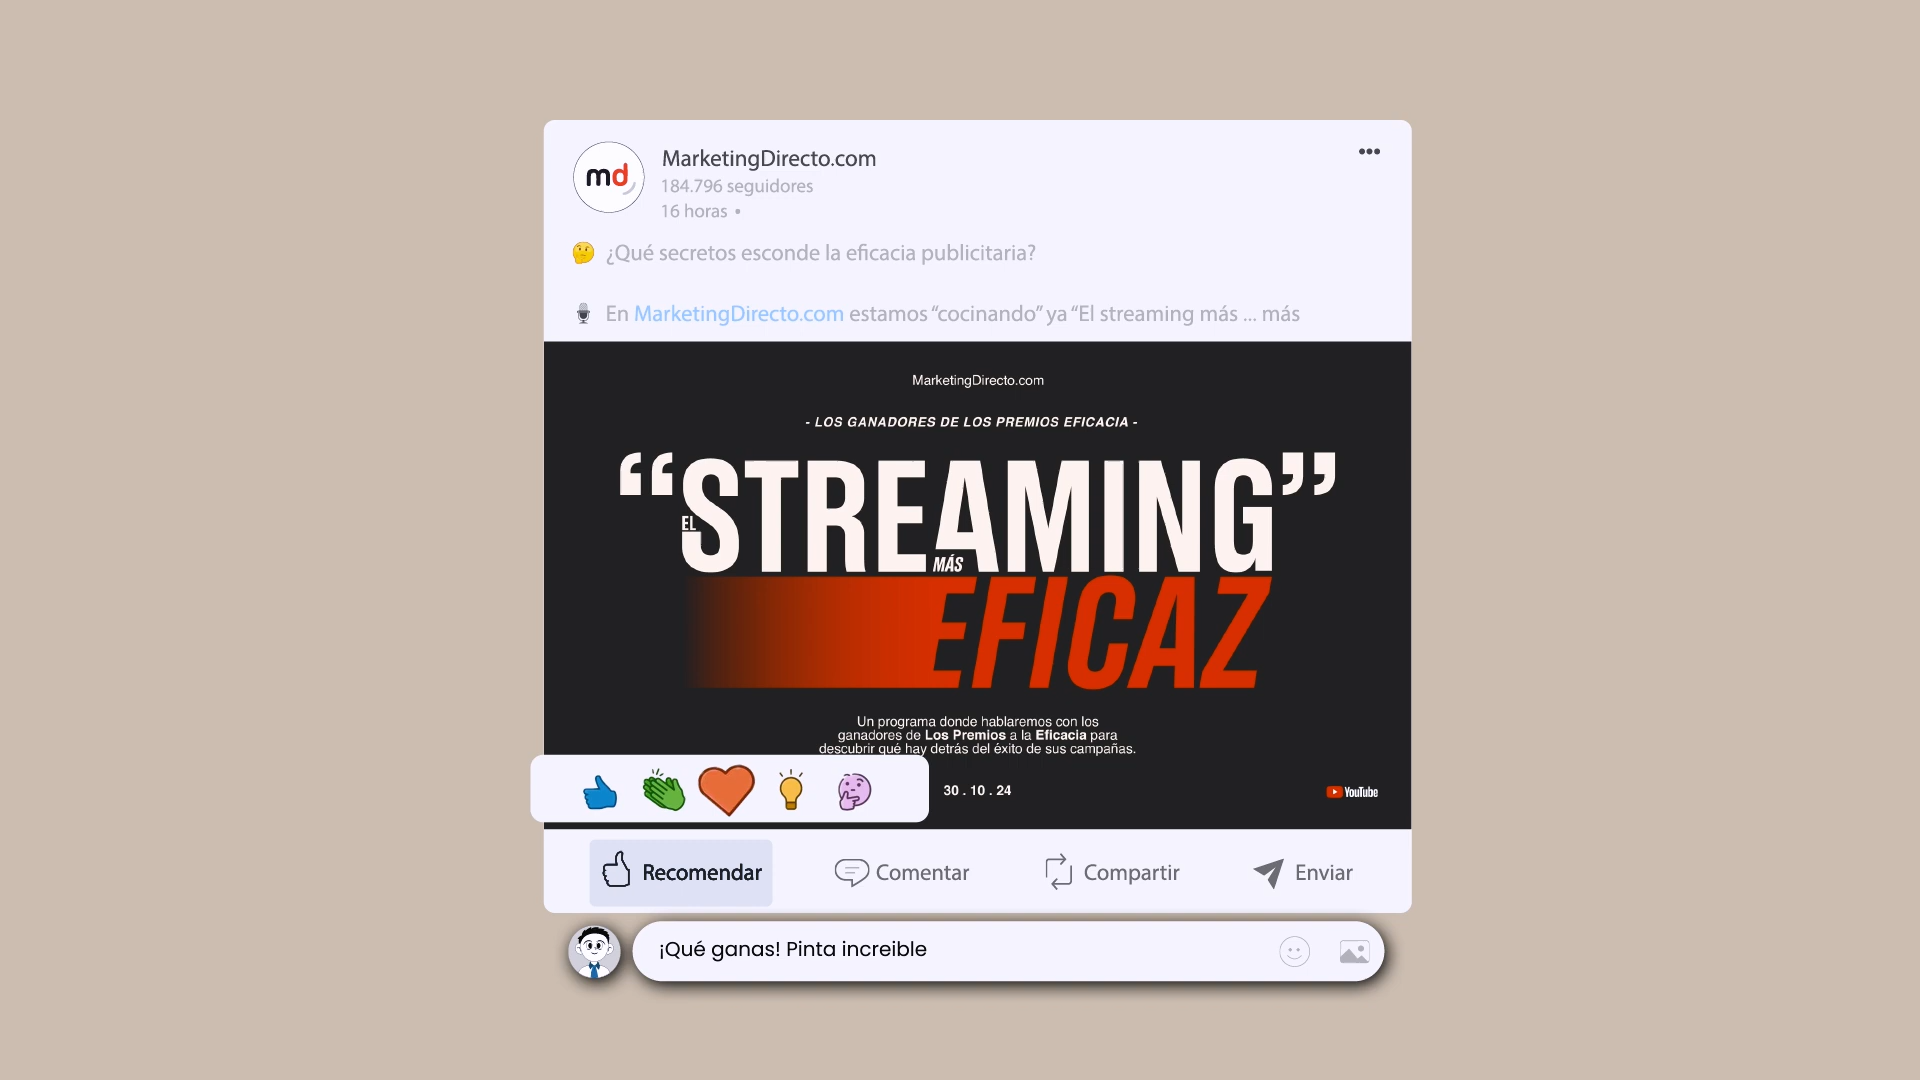 md
MarketingDirecto.com
184.796 seguidores
16 horas •
🤔 ¿Qué secretos esconde la eficacia publicitaria?
🎙 En MarketingDirecto.com estamos “cocinando” ya “El streaming más ... más
MarketingDirecto.com
- LOS GANADORES DE LOS PREMIOS EFICACIA -
“EL STREAMING”
MÁS
EFICAZ
Un programa donde hablaremos con los
ganadores de Los Premios a la Eficacia para
descubrir qué hay detrás del éxito de sus campañas.
30 . 10 . 24
YouTube
Recomendar
Comentar
Compartir
Enviar
¡Qué ganas! Pinta increible